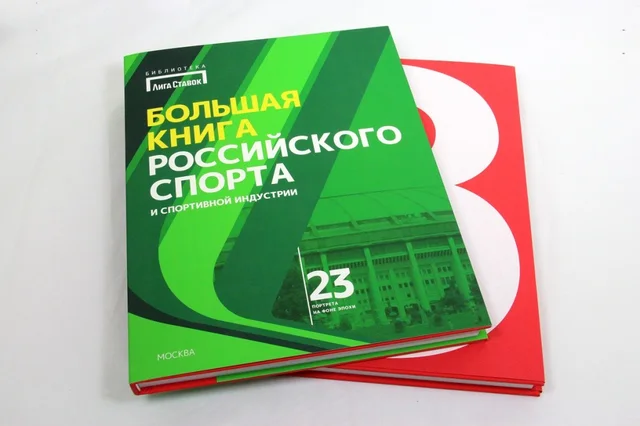 БИБЛИОТЕКА
ЛИГА СТАВОК
БОЛЬШАЯ
КНИГА
РОССИЙСКОГО
СПОРТА
И СПОРТИВНОЙ ИНДУСТРИИ
23
ПОРТРЕТА
НА ФОНЕ ЭПОХИ
МОСКВА